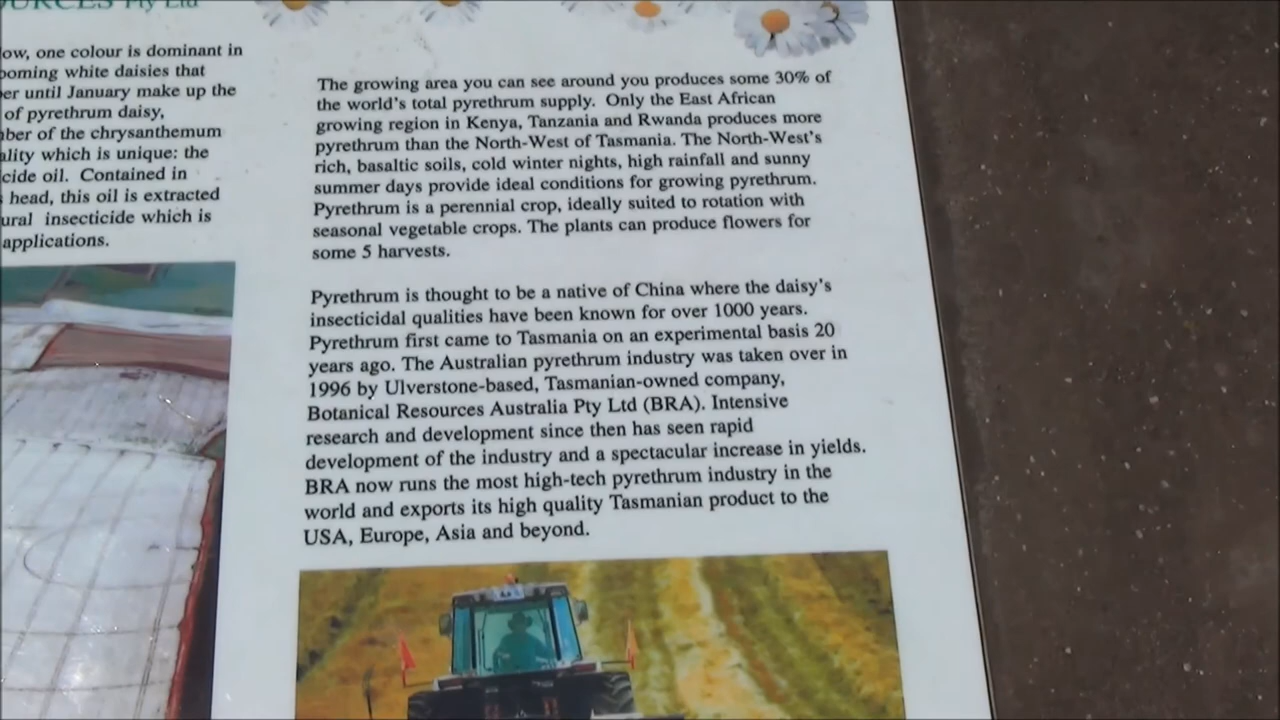 OURCES Pty Ltd
low, one colour is dominant in
ooming white daisies that
er until January make up the
of pyrethrum daisy,
ber of the chrysanthemum
ality which is unique: the
cide oil. Contained in
head, this oil is extracted
ural insecticide which is
applications.
The growing area you can see around you produces some 30% of
the world's total pyrethrum supply. Only the East African
growing region in Kenya, Tanzania and Rwanda produces more
pyrethrum than the North-West of Tasmania. The North-West's
rich, basaltic soils, cold winter nights, high rainfall and sunny
summer days provide ideal conditions for growing pyrethrum.
Pyrethrum is a perennial crop, ideally suited to rotation with
seasonal vegetable crops. The plants can produce flowers for
some 5 harvests.
Pyrethrum is thought to be a native of China where the daisy's
insecticidal qualities have been known for over 1000 years.
Pyrethrum first came to Tasmania on an experimental basis 20
years ago. The Australian pyrethrum industry was taken over in
1996 by Ulverstone-based, Tasmanian-owned company,
Botanical Resources Australia Pty Ltd (BRA). Intensive
research and development since then has seen rapid
development of the industry and a spectacular increase in yields.
BRA now runs the most high-tech pyrethrum industry in the
world and exports its high quality Tasmanian product to the
USA, Europe, Asia and beyond.